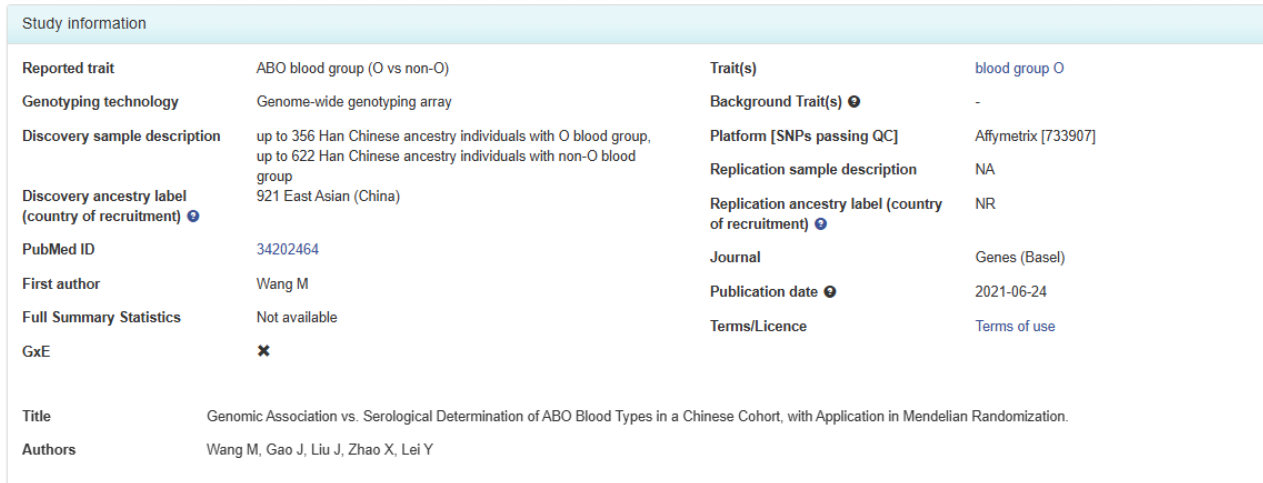 Study information
Reported trait
ABO blood group (O vs non-O)
Genotyping technology
Genome-wide genotyping array
Discovery sample description
up to 356 Han Chinese ancestry individuals with O blood group,
up to 622 Han Chinese ancestry individuals with non-O blood
group
Discovery ancestry label
(country of recruitment) ?
921 East Asian (China)
PubMed ID
34202464
First author
Wang M
Full Summary Statistics
Not available
GxE
✖
Trait(s)
blood group O
Background Trait(s) ?
-
Platform [SNPs passing QC]
Affymetrix [733907]
Replication sample description
NA
Replication ancestry label (country
of recruitment) ?
NR
Journal
Genes (Basel)
Publication date ?
2021-06-24
Terms/Licence
Terms of use
Title
Genomic Association vs. Serological Determination of ABO Blood Types in a Chinese Cohort, with Application in Mendelian Randomization.
Authors
Wang M, Gao J, Liu J, Zhao X, Lei Y